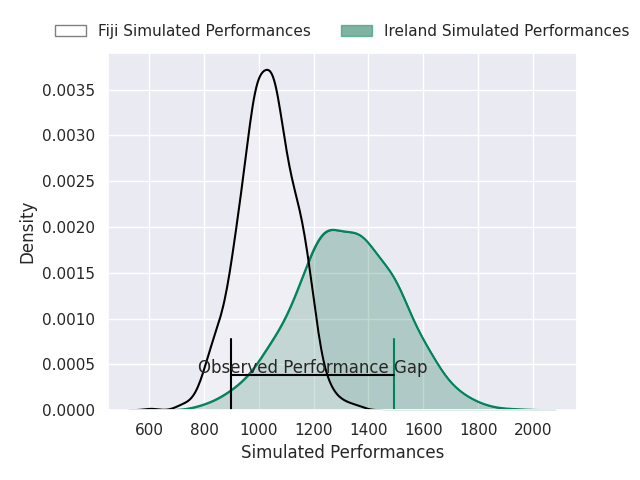 Fiji Simulated Performances
Ireland Simulated Performances
0.0035
0.0030
0.0025
0.0020
0.0015
0.0010
0.0005
0.0000
Density
Observed Performance Gap
600 800 1000 1200 1400 1600 1800 2000
Simulated Performances